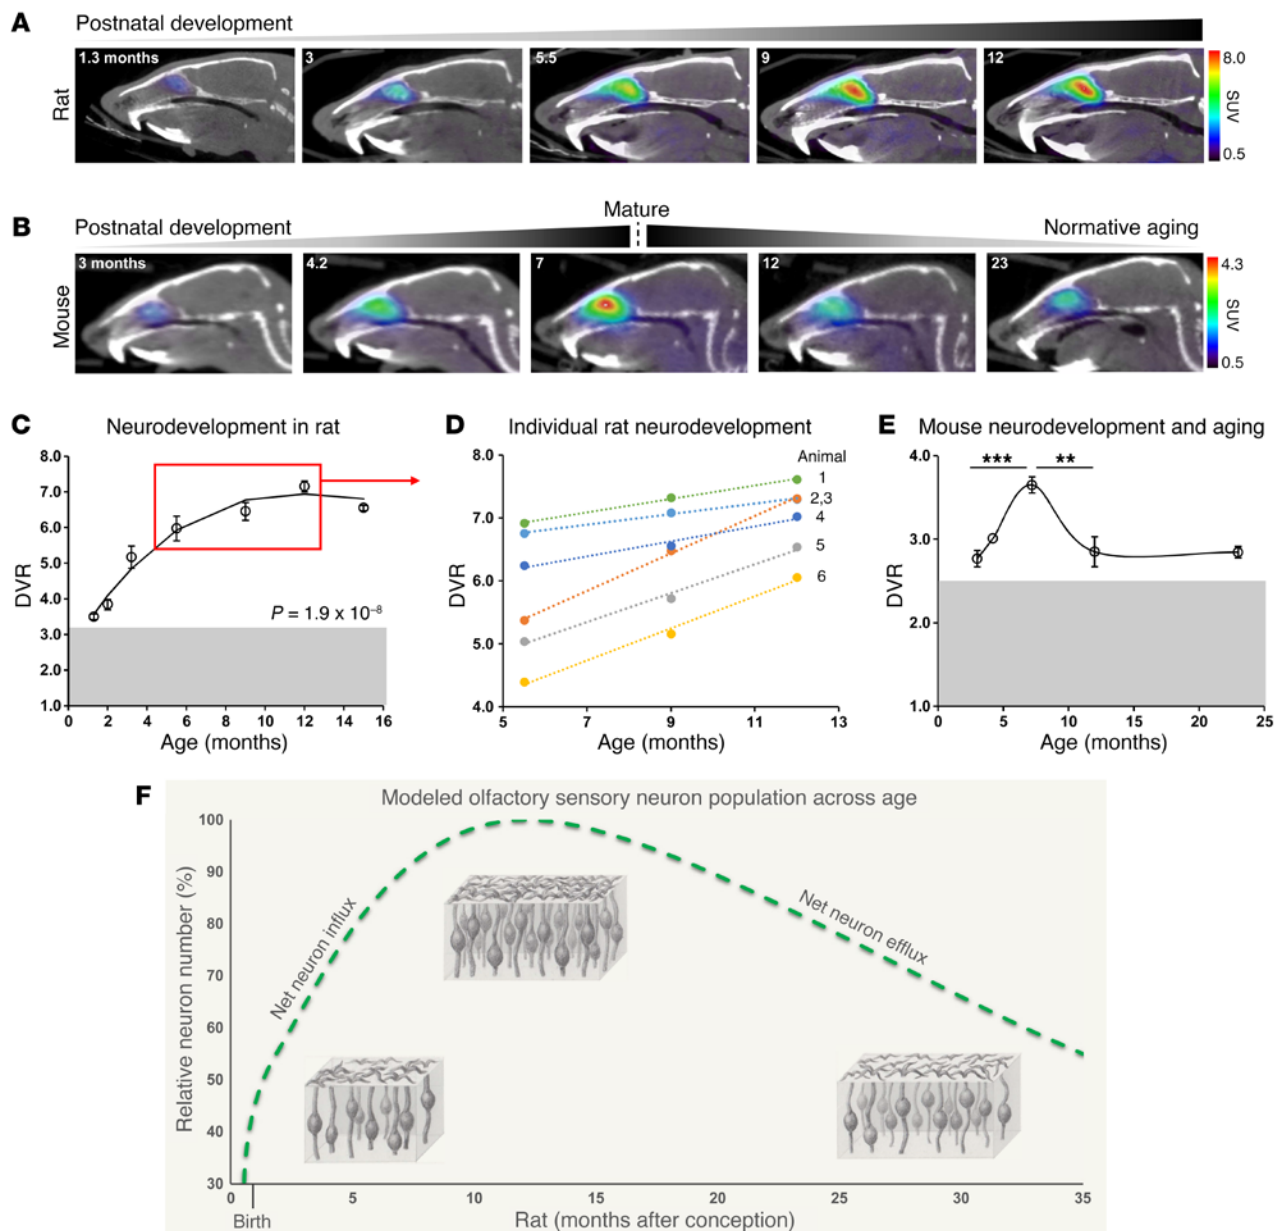 A
Postnatal development
Rat
1.3 months
3
5.5
9
12
8.0
SUV
0.5
B
Postnatal development
Mature
Normative aging
Mouse
3 months
4.2
7
12
23
4.3
SUV
0.5
C
Neurodevelopment in rat
8.0
7.0
6.0
5.0
4.0
3.0
2.0
1.0
DVR
P = 1.9 x 10⁻⁸
0 2 4 6 8 10 12 14 16
Age (months)
D
Individual rat neurodevelopment
8.0
7.0
6.0
5.0
4.0
DVR
Animal
1
2,3
4
5
6
5 7 9 11 13
Age (months)
E
Mouse neurodevelopment and aging
4.0
3.0
2.0
1.0
DVR
*** **
0 5 10 15 20 25
Age (months)
F
Modeled olfactory sensory neuron population across age
100
90
80
70
60
50
40
30
Relative neuron number (%)
Net neuron influx
Net neuron efflux
0 5 10 15 20 25 30 35
Birth
Rat (months after conception)